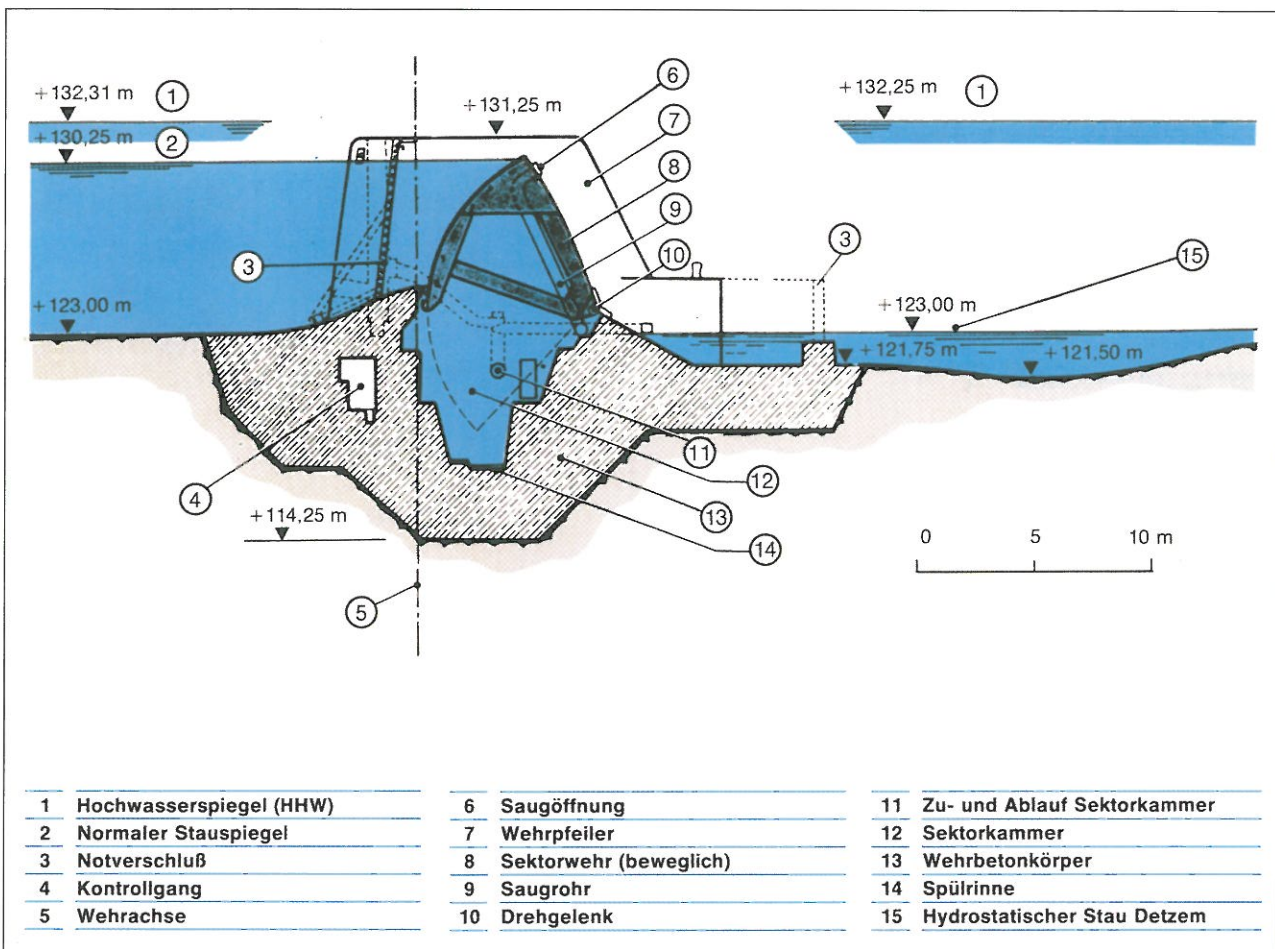 +132,31 m 1
+130,25 m 2
+131,25 m
6
7
8
9
10
+132,25 m 1
3
3
15
+123,00 m
+123,00 m
+121,75 m
+121,50 m
11
12
4
13
+114,25 m
14
5
0 5 10 m
1 Hochwasserspiegel (HHW)
2 Normaler Stauspiegel
3 Notverschluß
4 Kontrollgang
5 Wehrachse
6 Saugöffnung
7 Wehrpfeiler
8 Sektorwehr (beweglich)
9 Saugrohr
10 Drehgelenk
11 Zu- und Ablauf Sektorkammer
12 Sektorkammer
13 Wehrbetonkörper
14 Spülrinne
15 Hydrostatischer Stau Detzem